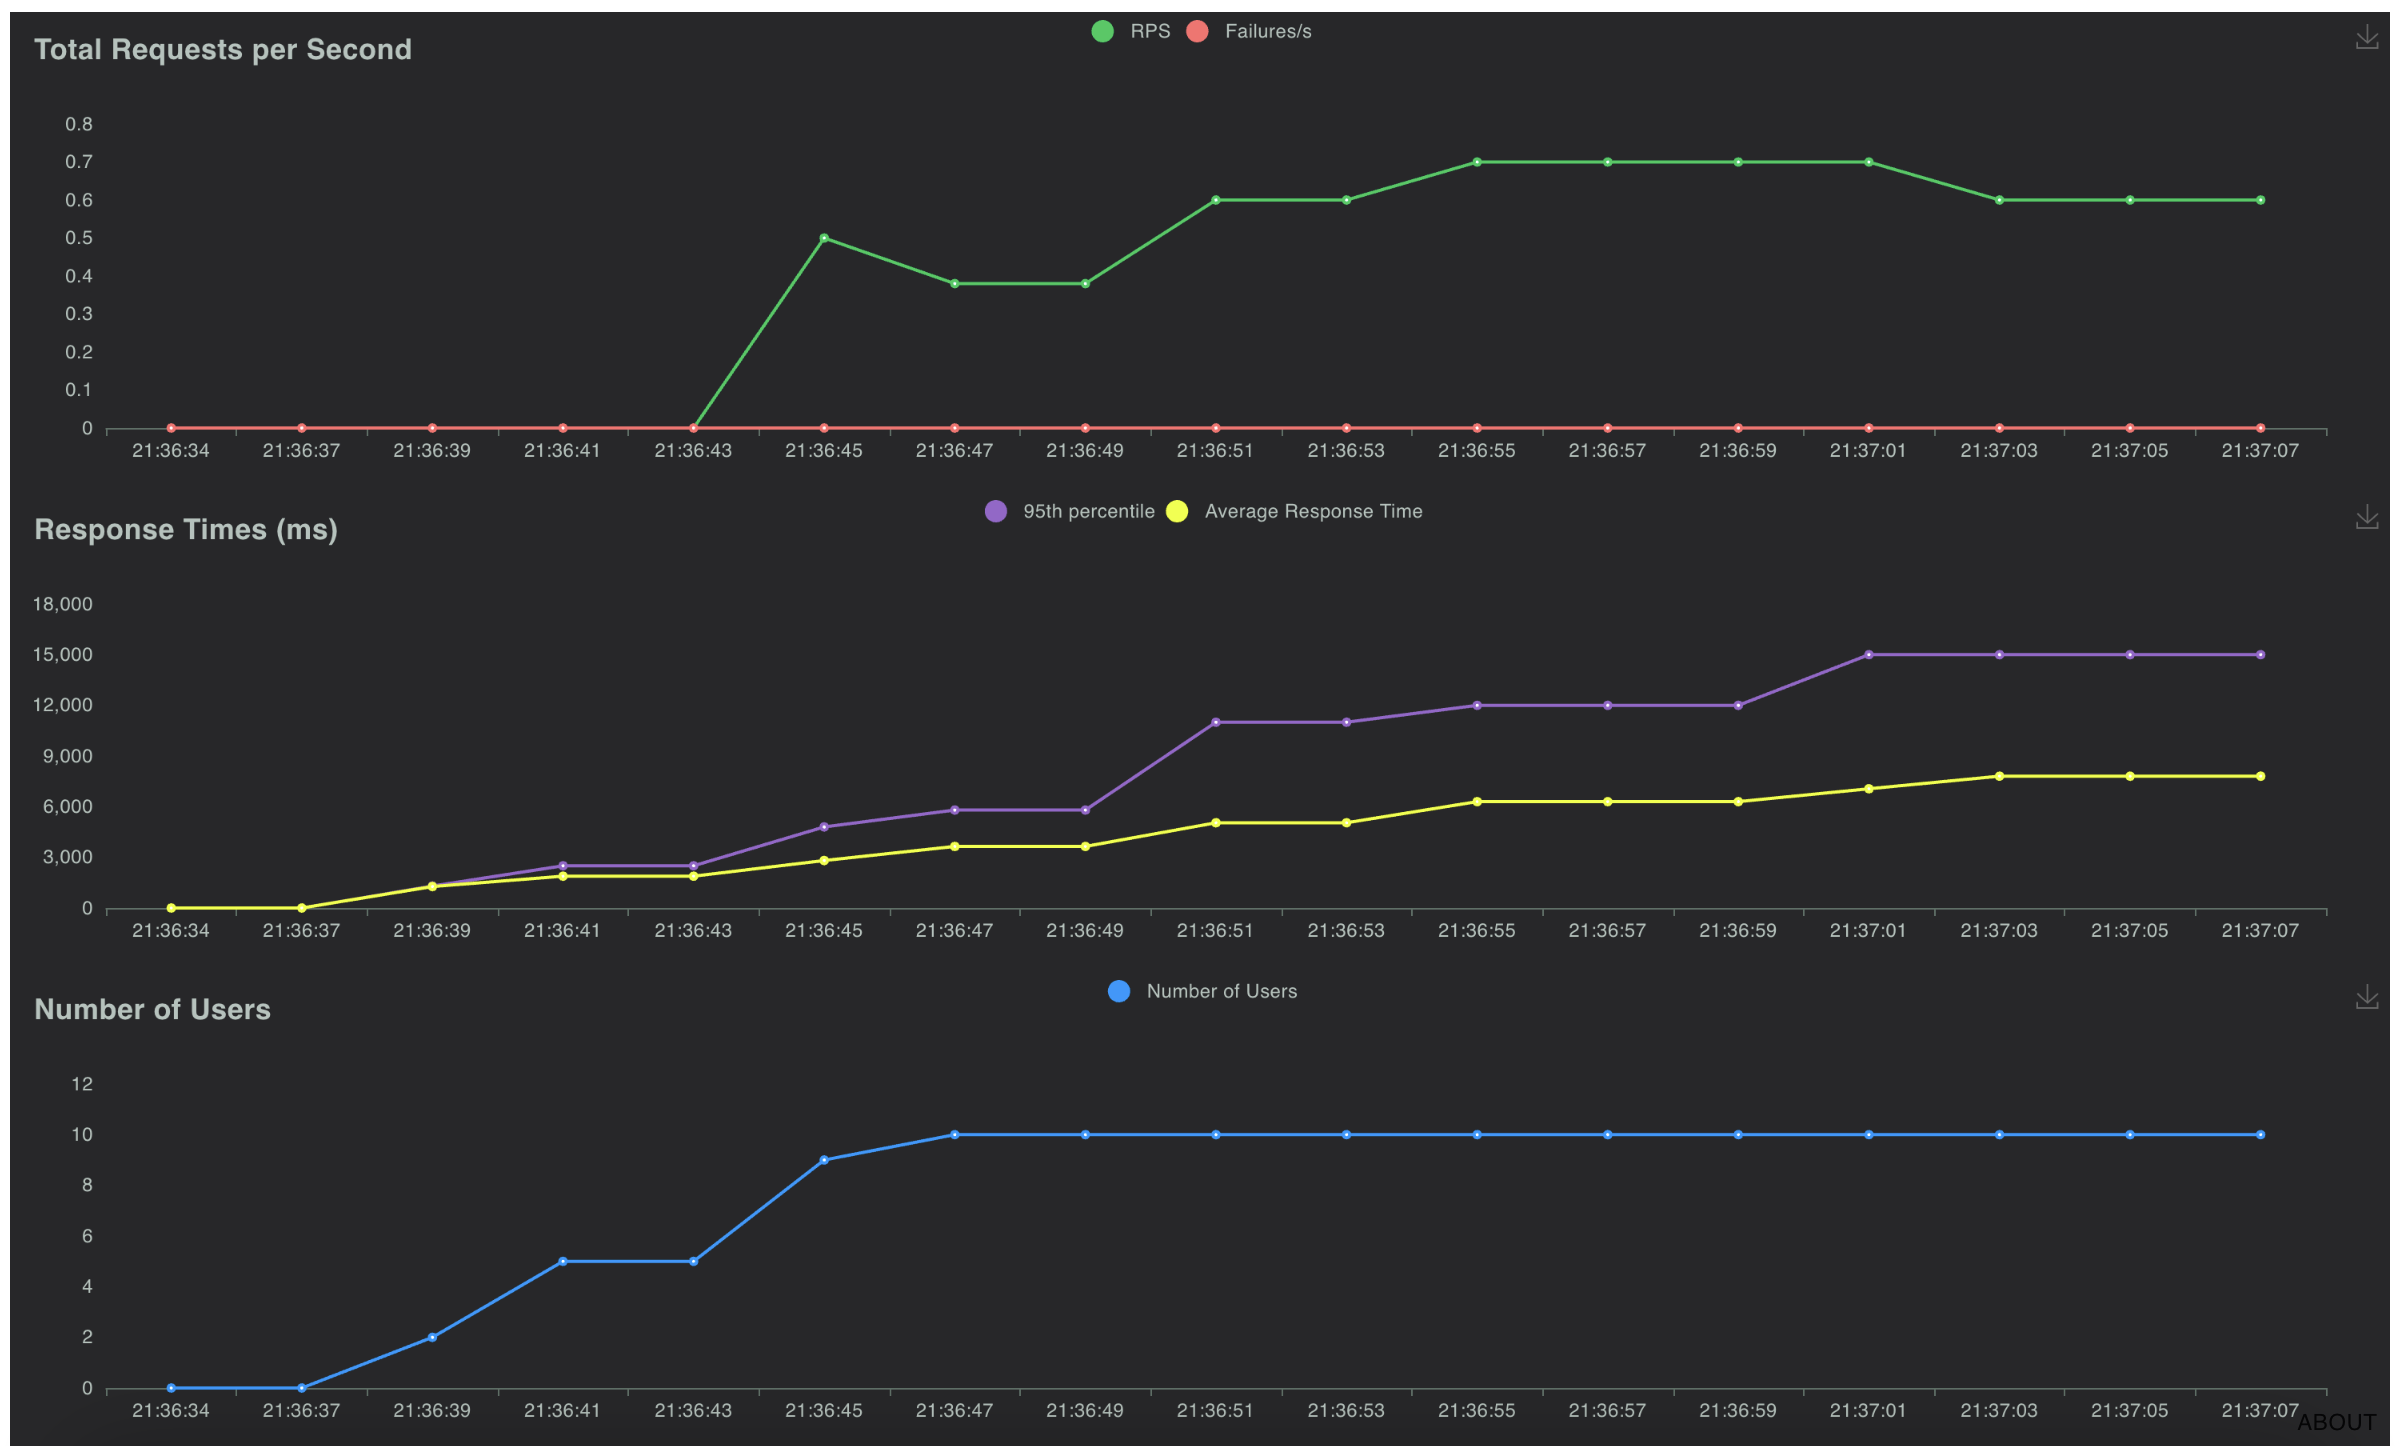 RPS Failures/s
Total Requests per Second
0.8
0.7
0.6
0.5
0.4
0.3
0.2
0.1
0
21:36:34 21:36:37 21:36:39 21:36:41 21:36:43 21:36:45 21:36:47 21:36:49 21:36:51 21:36:53 21:36:55 21:36:57 21:36:59 21:37:01 21:37:03 21:37:05 21:37:07
95th percentile Average Response Time
Response Times (ms)
18,000
15,000
12,000
9,000
6,000
3,000
0
21:36:34 21:36:37 21:36:39 21:36:41 21:36:43 21:36:45 21:36:47 21:36:49 21:36:51 21:36:53 21:36:55 21:36:57 21:36:59 21:37:01 21:37:03 21:37:05 21:37:07
Number of Users
Number of Users
12
10
8
6
4
2
0
21:36:34 21:36:37 21:36:39 21:36:41 21:36:43 21:36:45 21:36:47 21:36:49 21:36:51 21:36:53 21:36:55 21:36:57 21:36:59 21:37:01 21:37:03 21:37:05 21:37:07
ABOUT